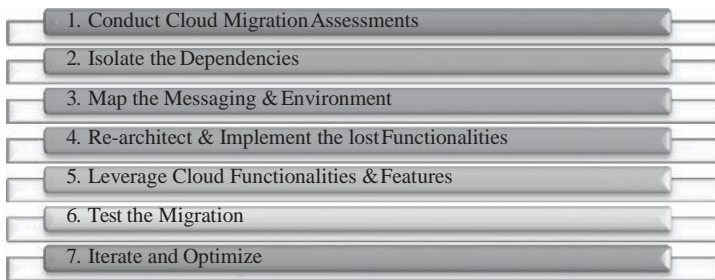 1. Conduct Cloud Migration Assessments
2. Isolate the Dependencies
3. Map the Messaging & Environment
4. Re-architect & Implement the lost Functionalities
5. Leverage Cloud Functionalities & Features
6. Test the Migration
7. Iterate and Optimize